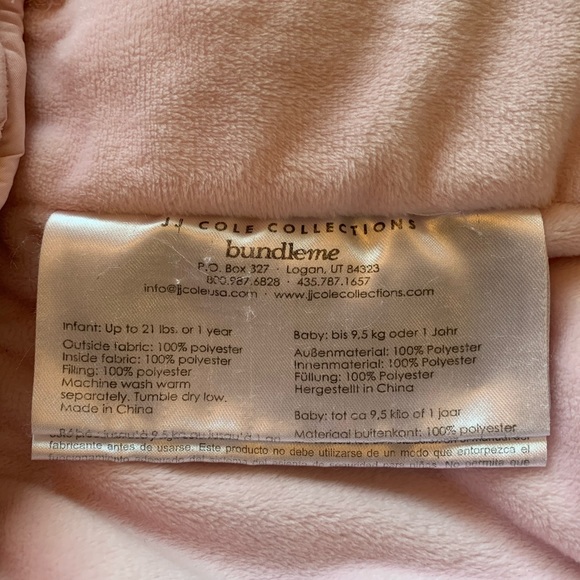 JJ COLE COLLECTIONS
bundleme
P.O. Box 327 · Logan, UT 84323
800.987.6828 · 435.787.1657
info@jjcoleusa.com · www.jjcolecollections.com
Infant: Up to 21 lbs. or 1 year
Outside fabric: 100% polyester
Inside fabric: 100% polyester
Filling: 100% polyester
Machine wash warm
separately. Tumble dry low.
Made in China
Baby: bis 9,5 kg oder 1 Jahr
Außenmaterial: 100% Polyester
Innenmaterial: 100% Polyester
Füllung: 100% Polyester
Hergestellt in China
Baby: tot ca 9,5 kilo of 1 jaar
Materiaal buitenkant: 100% polyester
fabricante antes de usarse. Este producto no debe utilizarse de un modo que entorpezca el